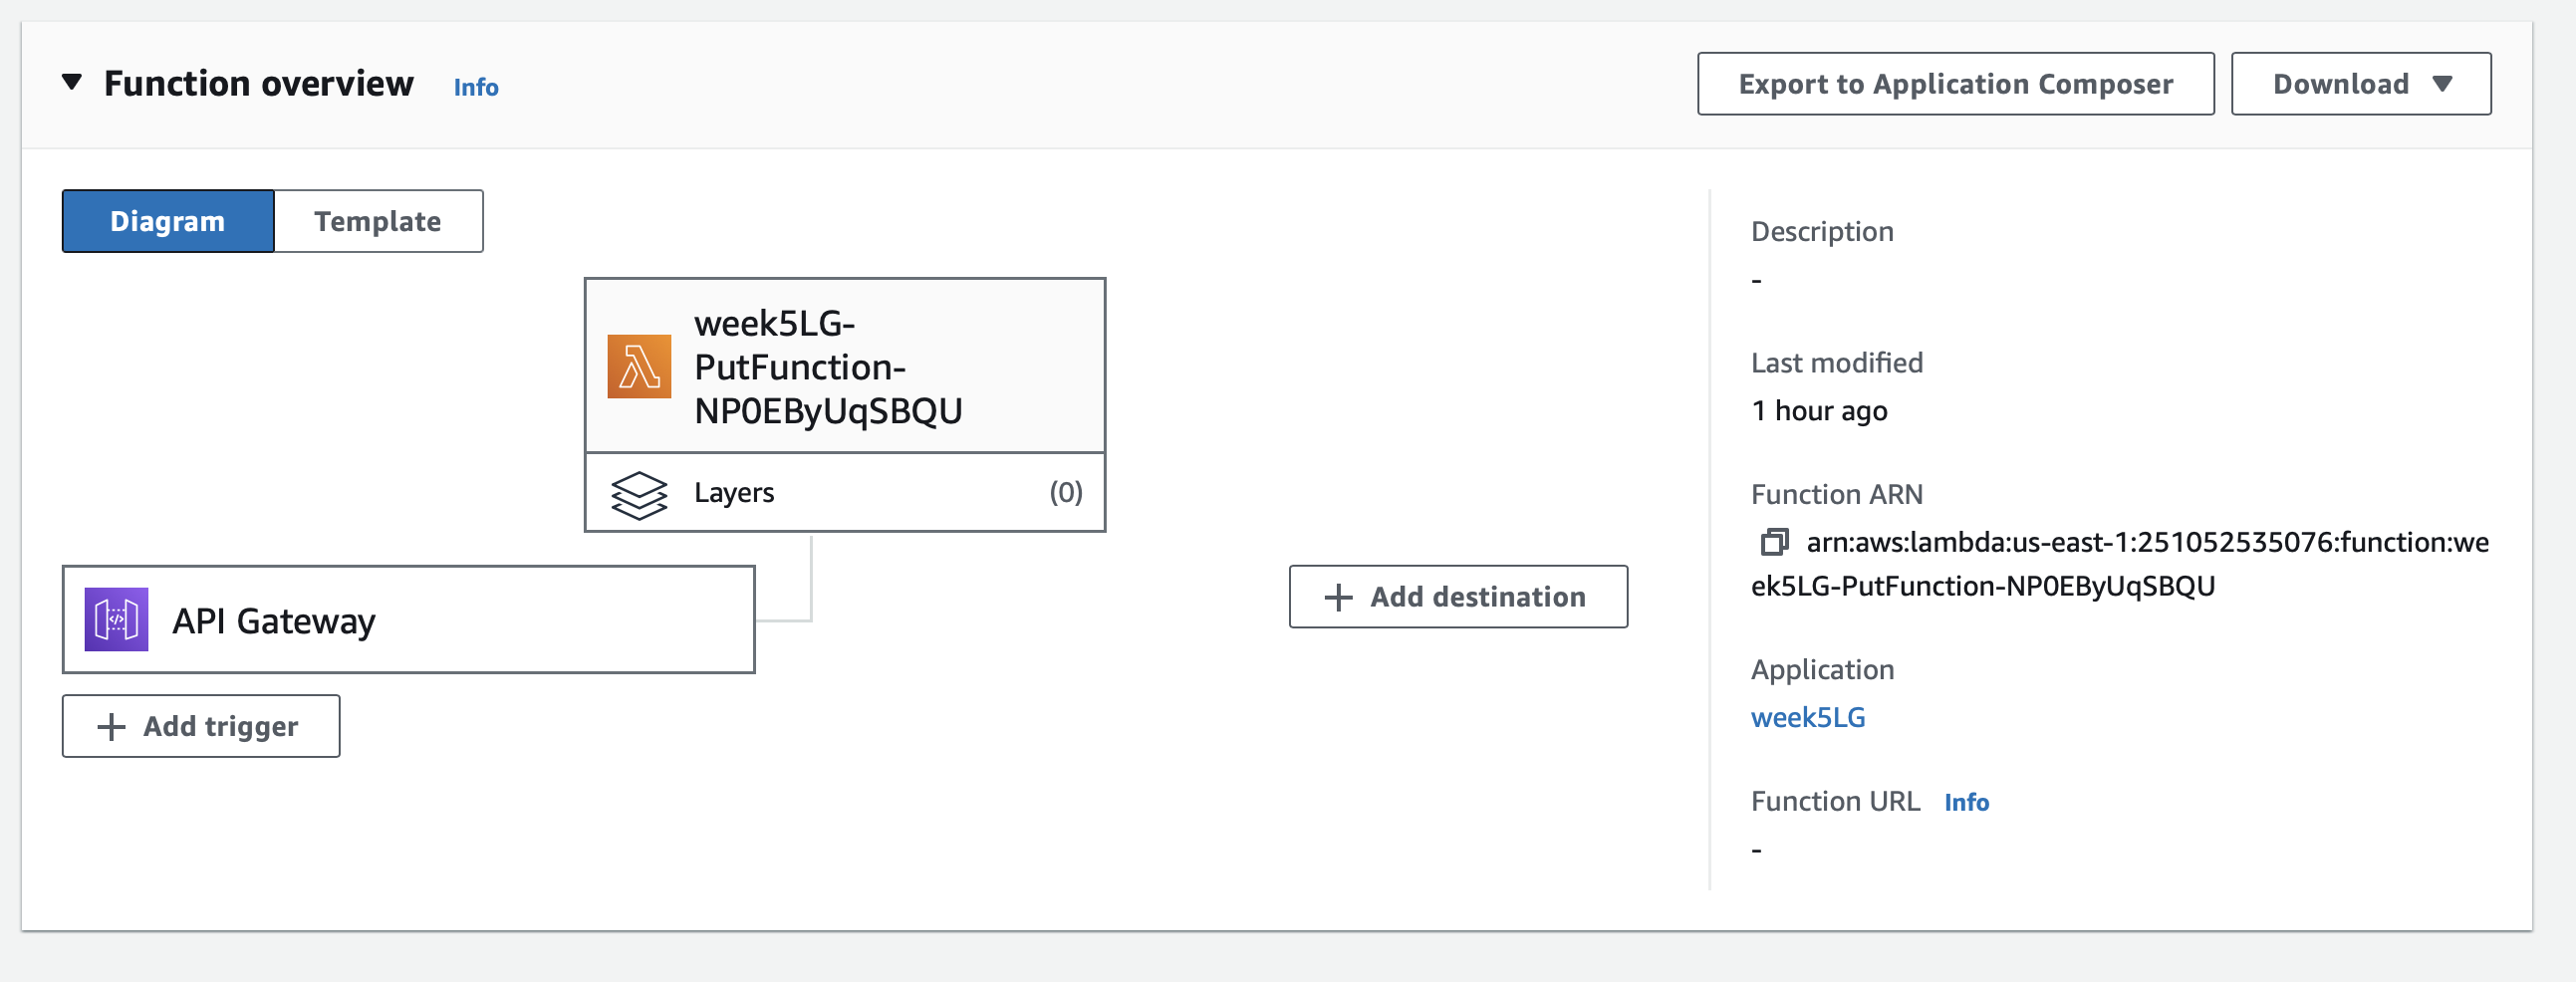 Function overview Info
Export to Application Composer
Download
Diagram
Template
week5LG-
PutFunction-
NP0EByUqSBQU
Layers
(0)
API Gateway
Add trigger
Add destination
Description
-
Last modified
1 hour ago
Function ARN
arn:aws:lambda:us-east-1:251052535076:function:we
ek5LG-PutFunction-NP0EByUqSBQU
Application
week5LG
Function URL Info
-